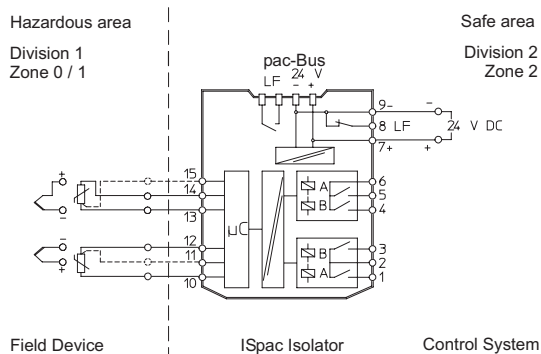 Hazardous area
Safe area
Division 1
Zone 0 / 1
Division 2
Zone 2
pac-Bus
LF 24 V
- +
9- -
8 LF 24 V DC
7+ +
+ 15
14
- 13
6
A 5
B 4
µC
- 12
11
+ 10
3
B 2
A 1
Field Device
ISpac Isolator
Control System